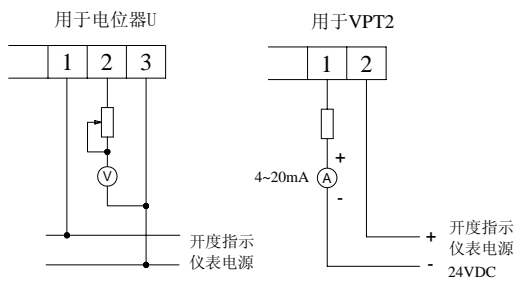 用于电位器U
用于VPT2
1 2 3
1 2
V
+
4~20mA A
-
开度指示
仪表电源
+ 开度指示
仪表电源
- 24VDC